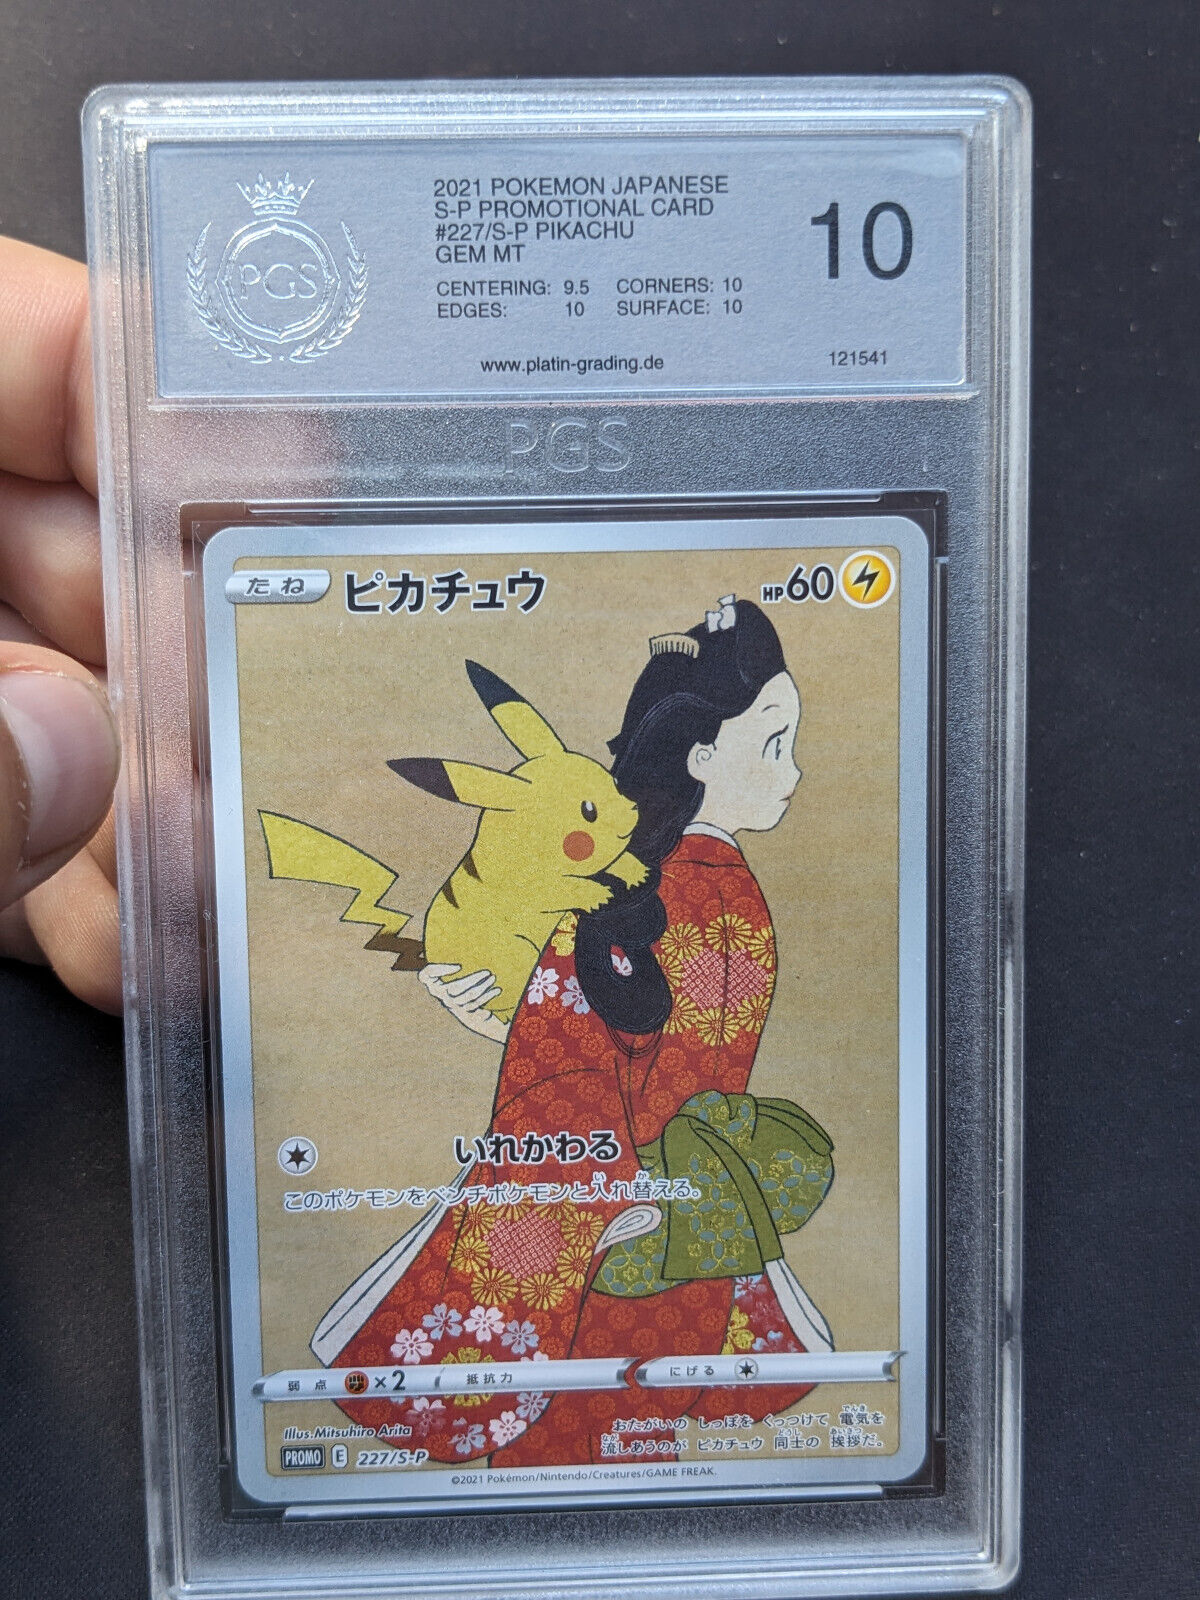 PGS
2021 POKEMON JAPANESE
S-P PROMOTIONAL CARD
#227/S-P PIKACHU
GEM MT
CENTERING: 9.5 CORNERS: 10
EDGES: 10 SURFACE: 10
10
www.platin-grading.de
121541
PGS
たね ピカチュウ HP60
いれかわる
このポケモンをベンチポケモンと入れ替える。
弱点 ×2 抵抗力 にげる
Illus.Mitsuhiro Arita
PROMO E 227/S-P
おたがいの しっぽを くっつけて 電気を
流しあうのが ピカチュウ 同士の 挨拶だ。
©2021 Pokémon/Nintendo/Creatures/GAME FREAK.